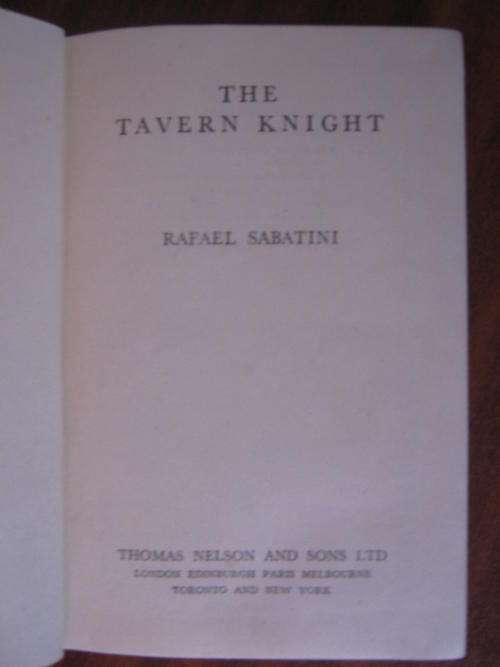 THE
TAVERN KNIGHT
RAFAEL SABATINI
THOMAS NELSON AND SONS LTD
LONDON EDINBURGH PARIS MELBOURNE
TORONTO AND NEW YORK